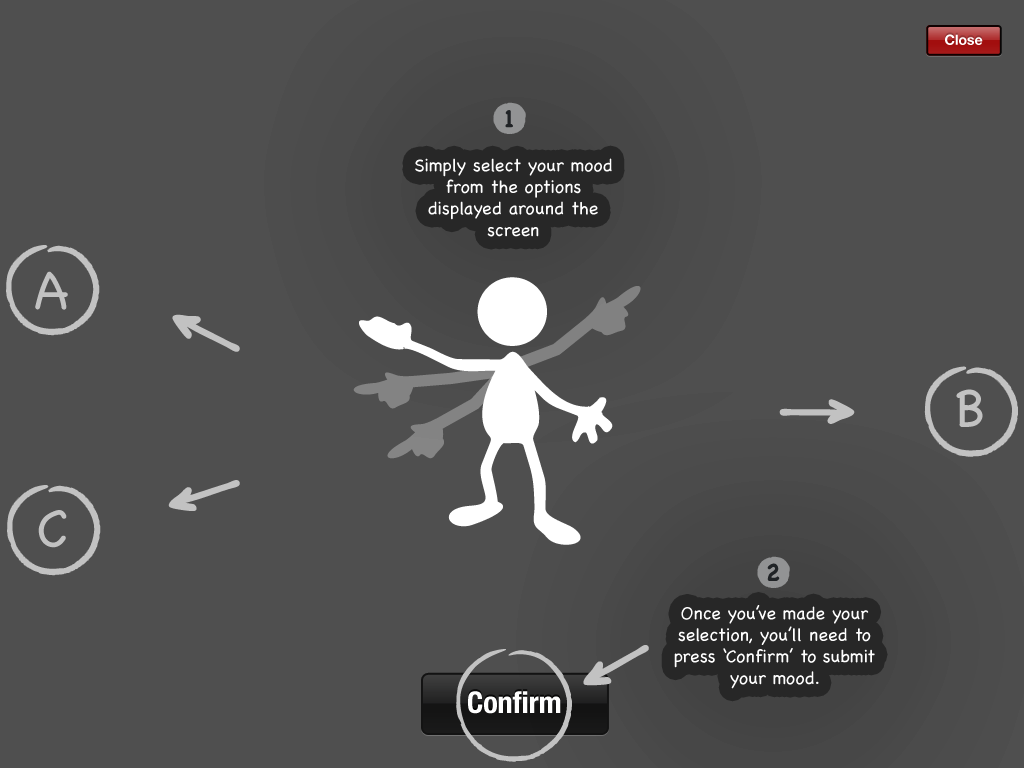 Close
1
Simply select your mood
from the options
displayed around the
screen
A
B
C
2
Once you've made your
selection, you'll need to
press 'Confirm' to submit
your mood.
Confirm